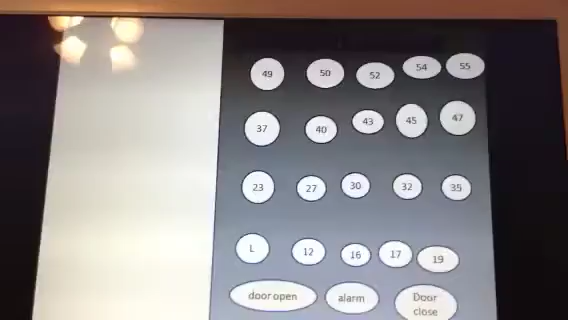 49 50 52 54 55
37 40 43 45 47
23 27 30 32 35
L 12 16 17 19
door open alarm Door
close